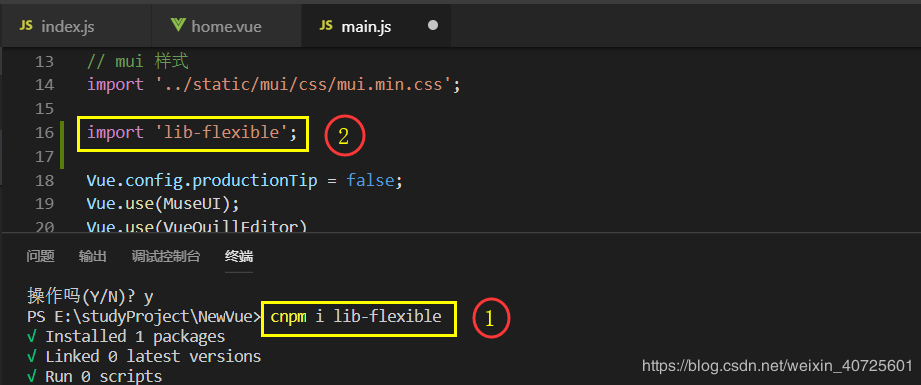 JS index.js home.vue JS main.js
13 // mui 样式
14 import '../static/mui/css/mui.min.css';
15
16 import 'lib-flexible'; 2
17
18 Vue.config.productionTip = false;
19 Vue.use(MuseUI);
20 Vue.use(VueQuillEditor)
问题 输出 调试控制台 终端
操作吗(Y/N)? y
PS E:\studyProject\NewVue> cnpm i lib-flexible 1
√ Installed 1 packages
√ Linked 0 latest versions
√ Run 0 scripts
https://blog.csdn.net/weixin_40725601